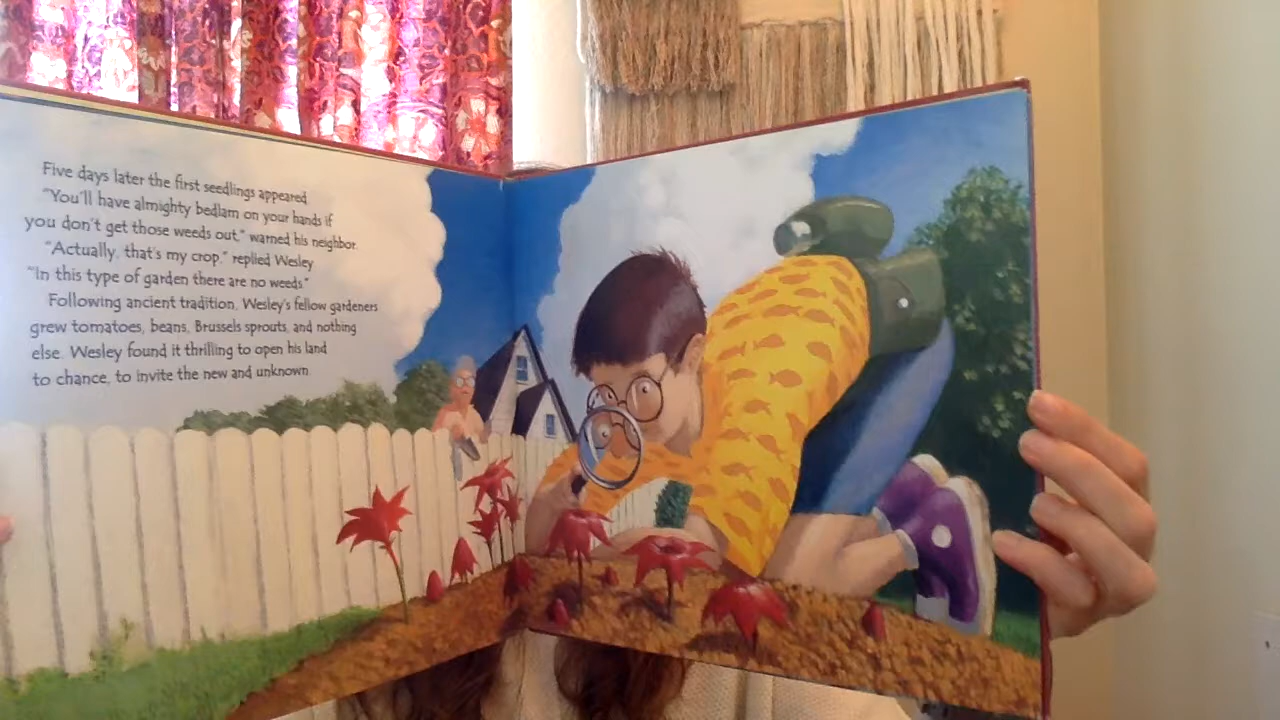 Five days later the first seedlings appeared.
"You'll have almighty bedlam on your hands if
you don't get those weeds out," warned his neighbor.
"Actually, that's my crop," replied Wesley.
"In this type of garden there are no weeds."
Following ancient tradition, Wesley's fellow gardeners
grew tomatoes, beans, Brussels sprouts, and nothing
else. Wesley found it thrilling to open his land
to chance, to invite the new and unknown.